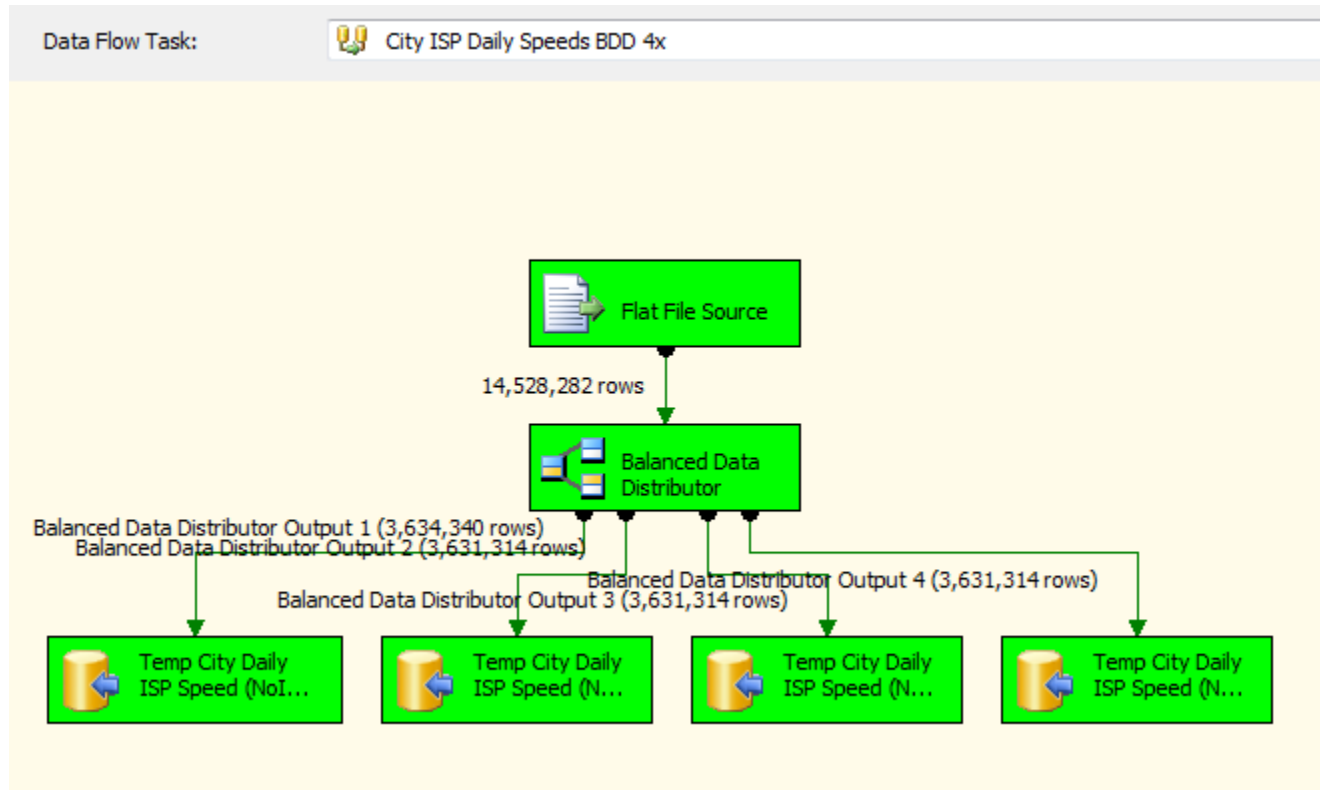 Data Flow Task:
City ISP Daily Speeds BDD 4x
Flat File Source
14,528,282 rows
Balanced Data
Distributor
Balanced Data Distributor Output 1 (3,634,340 rows)
Balanced Data Distributor Output 2 (3,631,314 rows)
Balanced Data Distributor Output 4 (3,631,314 rows)
Balanced Data Distributor Output 3 (3,631,314 rows)
Temp City Daily
ISP Speed (NoI...
Temp City Daily
ISP Speed (N...
Temp City Daily
ISP Speed (N...
Temp City Daily
ISP Speed (N...